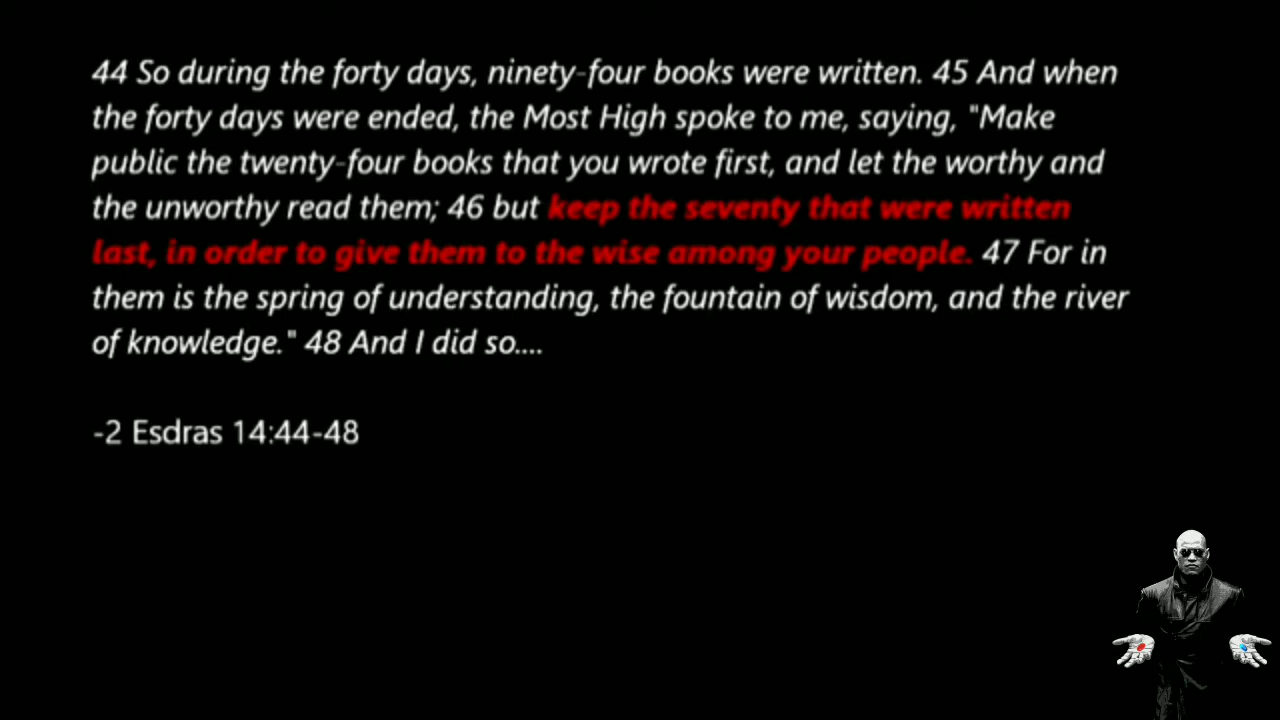 44 So during the forty days, ninety-four books were written. 45 And when
the forty days were ended, the Most High spoke to me, saying, "Make
public the twenty-four books that you wrote first, and let the worthy and
the unworthy read them; 46 but keep the seventy that were written
last, in order to give them to the wise among your people. 47 For in
them is the spring of understanding, the fountain of wisdom, and the river
of knowledge." 48 And I did so....
-2 Esdras 14:44-48